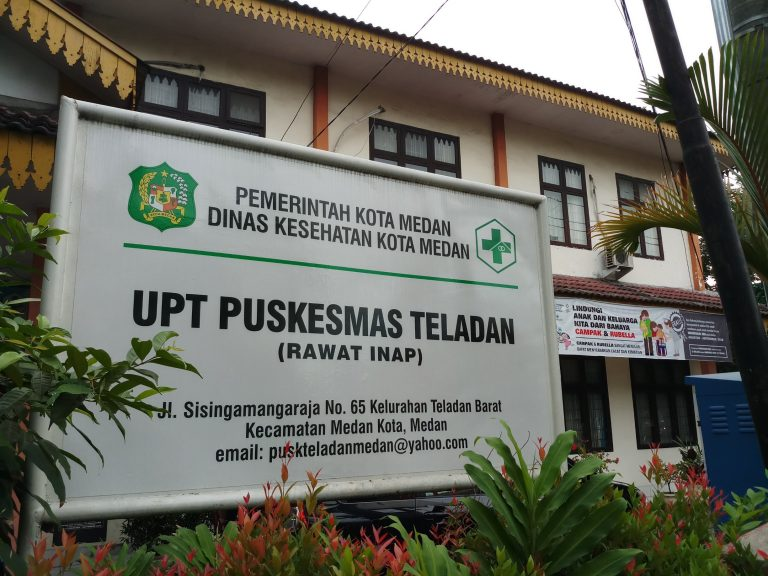 PEMERINTAH KOTA MEDAN
DINAS KESEHATAN KOTA MEDAN
UPT PUSKESMAS TELADAN
(RAWAT INAP)
Jl. Sisingamangaraja No. 65 Kelurahan Teladan Barat
Kecamatan Medan Kota, Medan
email: puskteladanmedan@yahoo.com
LINDUNGI
ANAK DAN KELUARGA
KITA DARI BAHAYA
CAMPAK & RUBELLA